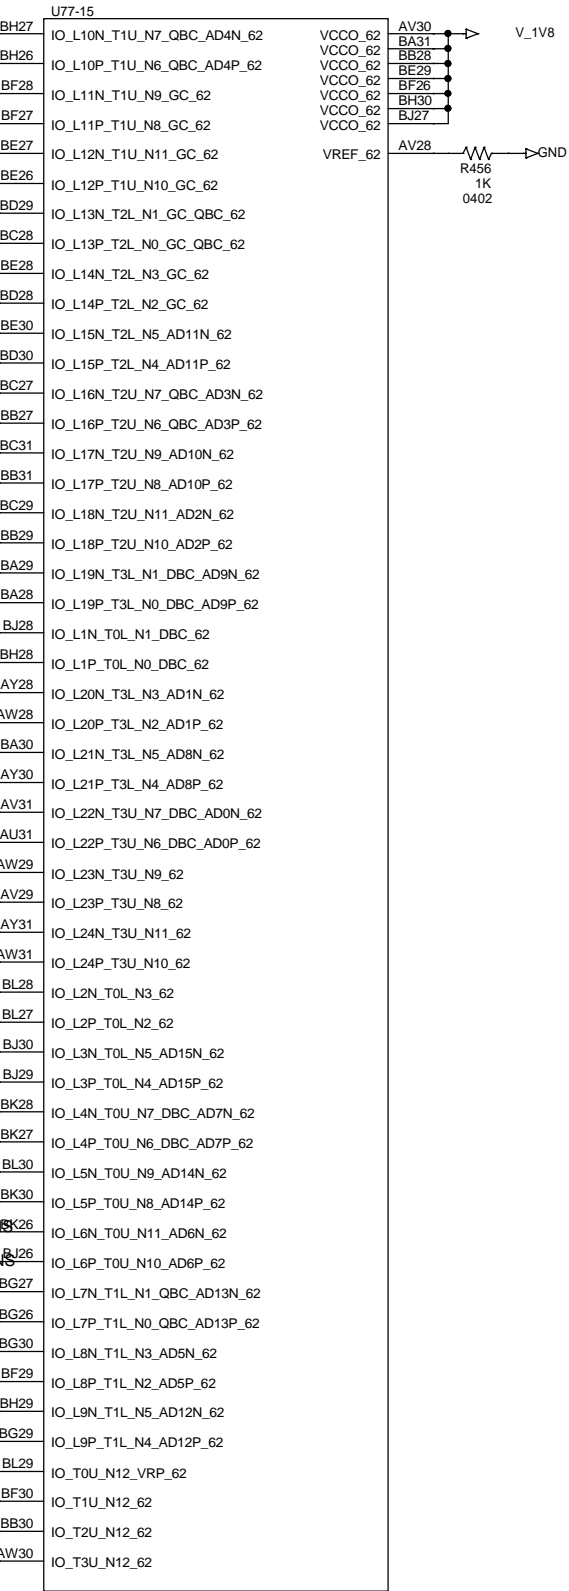 U77-15
BH27 IO_L10N_T1U_N7_QBC_AD4N_62 VCCO_62 AV30 V_1V8
VCCO_62 BA31
BH26 IO_L10P_T1U_N6_QBC_AD4P_62 VCCO_62 BB28
VCCO_62 BE29
BF28 IO_L11N_T1U_N9_GC_62 VCCO_62 BF26
VCCO_62 BH30
BF27 IO_L11P_T1U_N8_GC_62 VCCO_62 BJ27
BE27 IO_L12N_T1U_N11_GC_62 VREF_62 AV28 GND
R456
1K
0402
BE26 IO_L12P_T1U_N10_GC_62
BD29 IO_L13N_T2L_N1_GC_QBC_62
BC28 IO_L13P_T2L_N0_GC_QBC_62
BE28 IO_L14N_T2L_N3_GC_62
BD28 IO_L14P_T2L_N2_GC_62
BE30 IO_L15N_T2L_N5_AD11N_62
BD30 IO_L15P_T2L_N4_AD11P_62
BC27 IO_L16N_T2U_N7_QBC_AD3N_62
BB27 IO_L16P_T2U_N6_QBC_AD3P_62
BC31 IO_L17N_T2U_N9_AD10N_62
BB31 IO_L17P_T2U_N8_AD10P_62
BC29 IO_L18N_T2U_N11_AD2N_62
BB29 IO_L18P_T2U_N10_AD2P_62
BA29 IO_L19N_T3L_N1_DBC_AD9N_62
BA28 IO_L19P_T3L_N0_DBC_AD9P_62
BJ28 IO_L1N_T0L_N1_DBC_62
BH28 IO_L1P_T0L_N0_DBC_62
AY28 IO_L20N_T3L_N3_AD1N_62
AW28 IO_L20P_T3L_N2_AD1P_62
BA30 IO_L21N_T3L_N5_AD8N_62
AY30 IO_L21P_T3L_N4_AD8P_62
AV31 IO_L22N_T3U_N7_DBC_AD0N_62
AU31 IO_L22P_T3U_N6_DBC_AD0P_62
AW29 IO_L23N_T3U_N9_62
AV29 IO_L23P_T3U_N8_62
AY31 IO_L24N_T3U_N11_62
AW31 IO_L24P_T3U_N10_62
BL28 IO_L2N_T0L_N3_62
BL27 IO_L2P_T0L_N2_62
BJ30 IO_L3N_T0L_N5_AD15N_62
BJ29 IO_L3P_T0L_N4_AD15P_62
BK28 IO_L4N_T0U_N7_DBC_AD7N_62
BK27 IO_L4P_T0U_N6_DBC_AD7P_62
BL30 IO_L5N_T0U_N9_AD14N_62
BK30 IO_L5P_T0U_N8_AD14P_62
BK26 IO_L6N_T0U_N11_AD6N_62
BJ26 IO_L6P_T0U_N10_AD6P_62
BG27 IO_L7N_T1L_N1_QBC_AD13N_62
BG26 IO_L7P_T1L_N0_QBC_AD13P_62
BG30 IO_L8N_T1L_N3_AD5N_62
BF29 IO_L8P_T1L_N2_AD5P_62
BH29 IO_L9N_T1L_N5_AD12N_62
BG29 IO_L9P_T1L_N4_AD12P_62
BL29 IO_T0U_N12_VRP_62
BF30 IO_T1U_N12_62
BB30 IO_T2U_N12_62
AW30 IO_T3U_N12_62